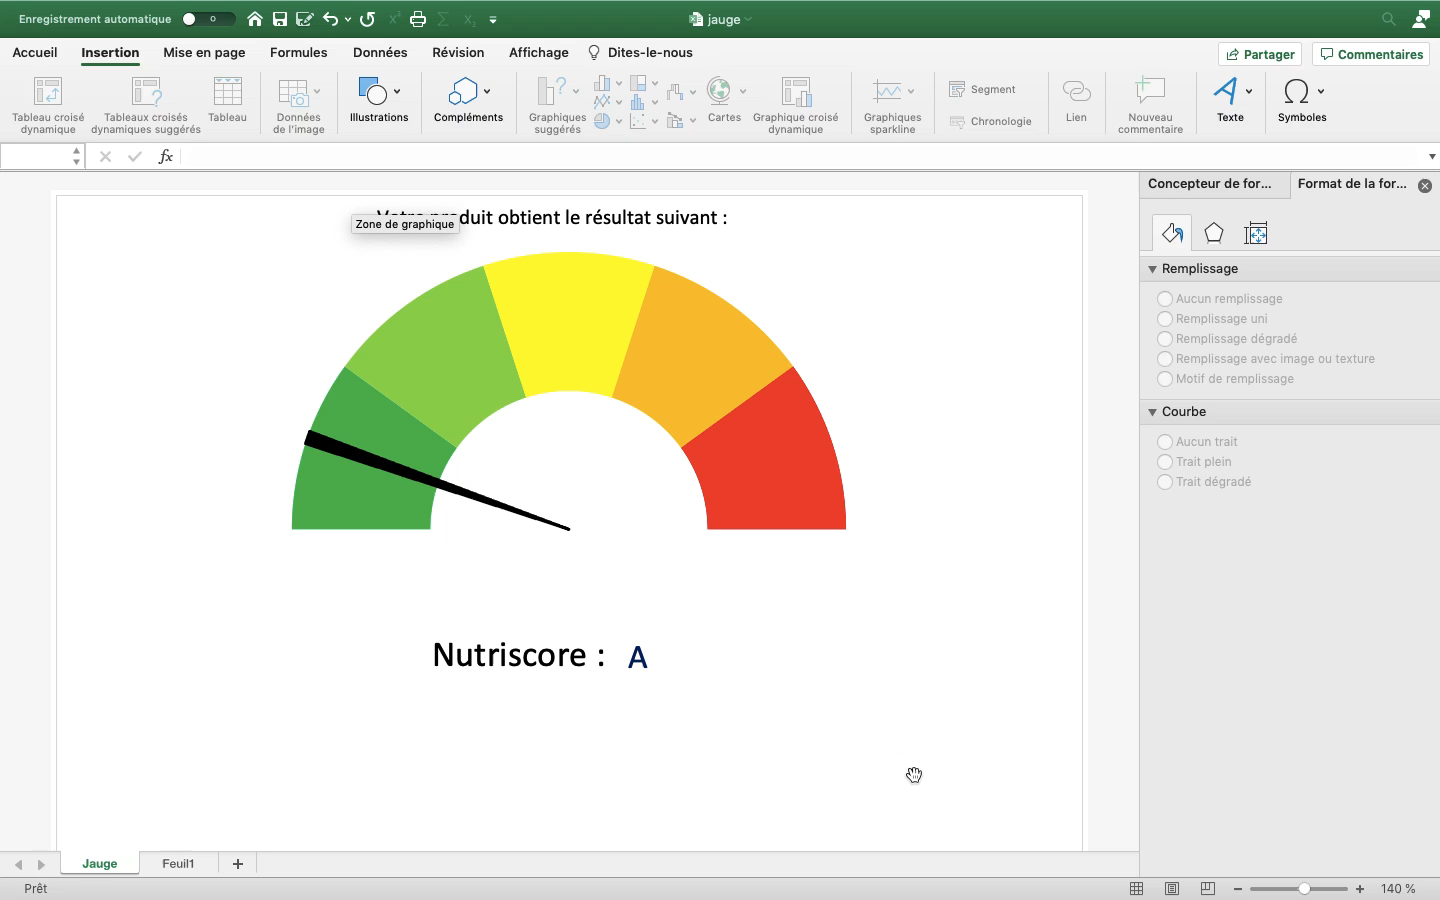 Enregistrement automatique
jauge
Accueil Insertion Mise en page Formules Données Révision Affichage Dites-le-nous Partager Commentaires
Tableau croisé dynamique
Tableaux croisés dynamiques suggérés
Tableau
Données de l'image
Illustrations
Compléments
Graphiques suggérés
Cartes
Graphique croisé dynamique
Graphiques sparkline
Segment
Chronologie
Lien
Nouveau commentaire
Texte
Symboles
fx
Concepteur de for...
Format de la for...
produit obtient le résultat suivant :
Zone de graphique
Remplissage
Aucun remplissage
Remplissage uni
Remplissage dégradé
Remplissage avec image ou texture
Motif de remplissage
Courbe
Aucun trait
Trait plein
Trait dégradé
Nutriscore : A
Jauge Feuil1
Prêt
140 %